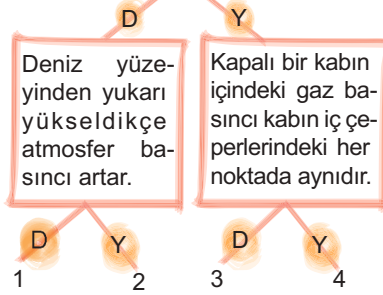 D Y
Deniz yüze-
yinden yukarı
yükseldikçe
atmosfer ba-
sıncı artar.
Kapalı bir kabın
içindeki gaz ba-
sıncı kabın iç çe-
perlerindeki her
noktada aynıdır.
D Y D Y
1 2 3 4